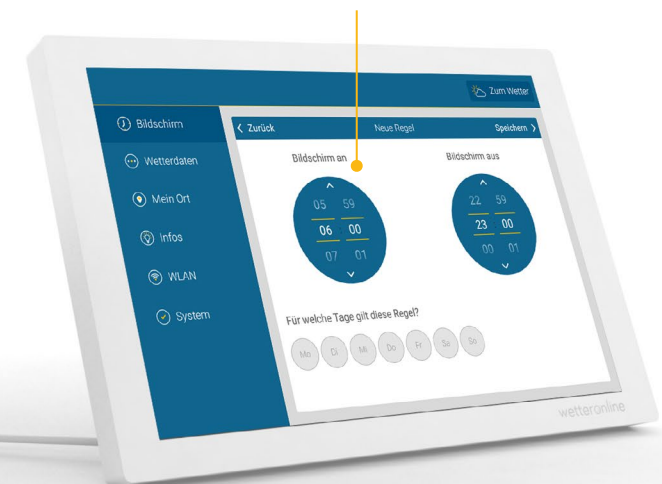 Zum Wetter
Bildschirm
Wetterdaten
Mein Ort
Infos
WLAN
System
Zurück
Neue Regel
Speichern
Bildschirm an
05 59
06 00
07 01
Bildschirm aus
22 59
23 00
00 01
Für welche Tage gilt diese Regel?
Mo Di Mi Do Fr Sa So
wetteronline